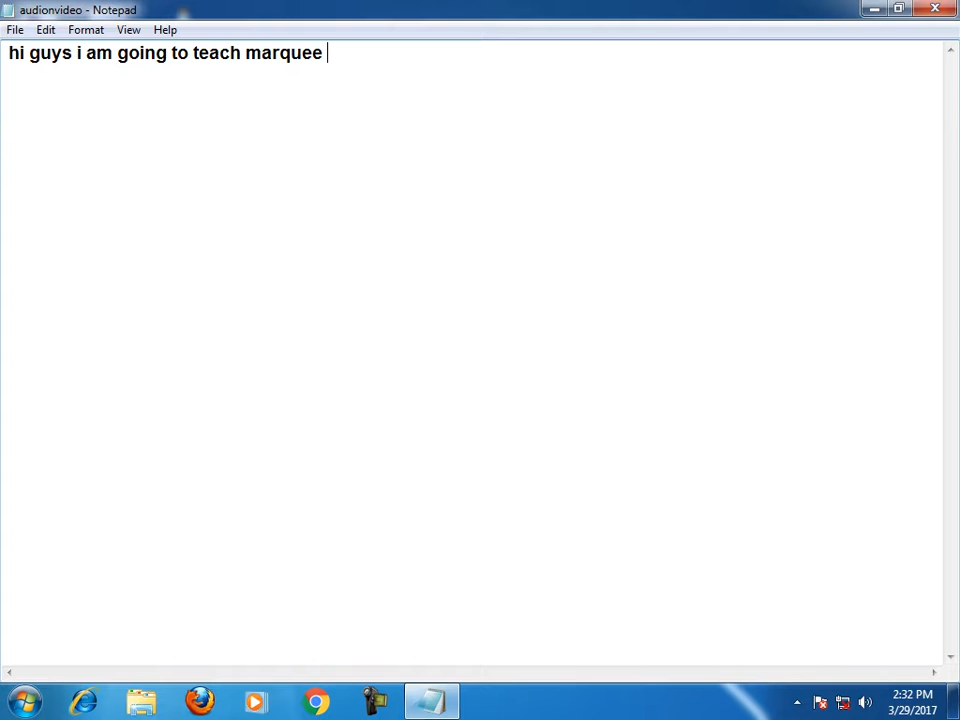 audionvideo - Notepad
File Edit Format View Help
hi guys i am going to teach marquee
2:32 PM
3/29/2017